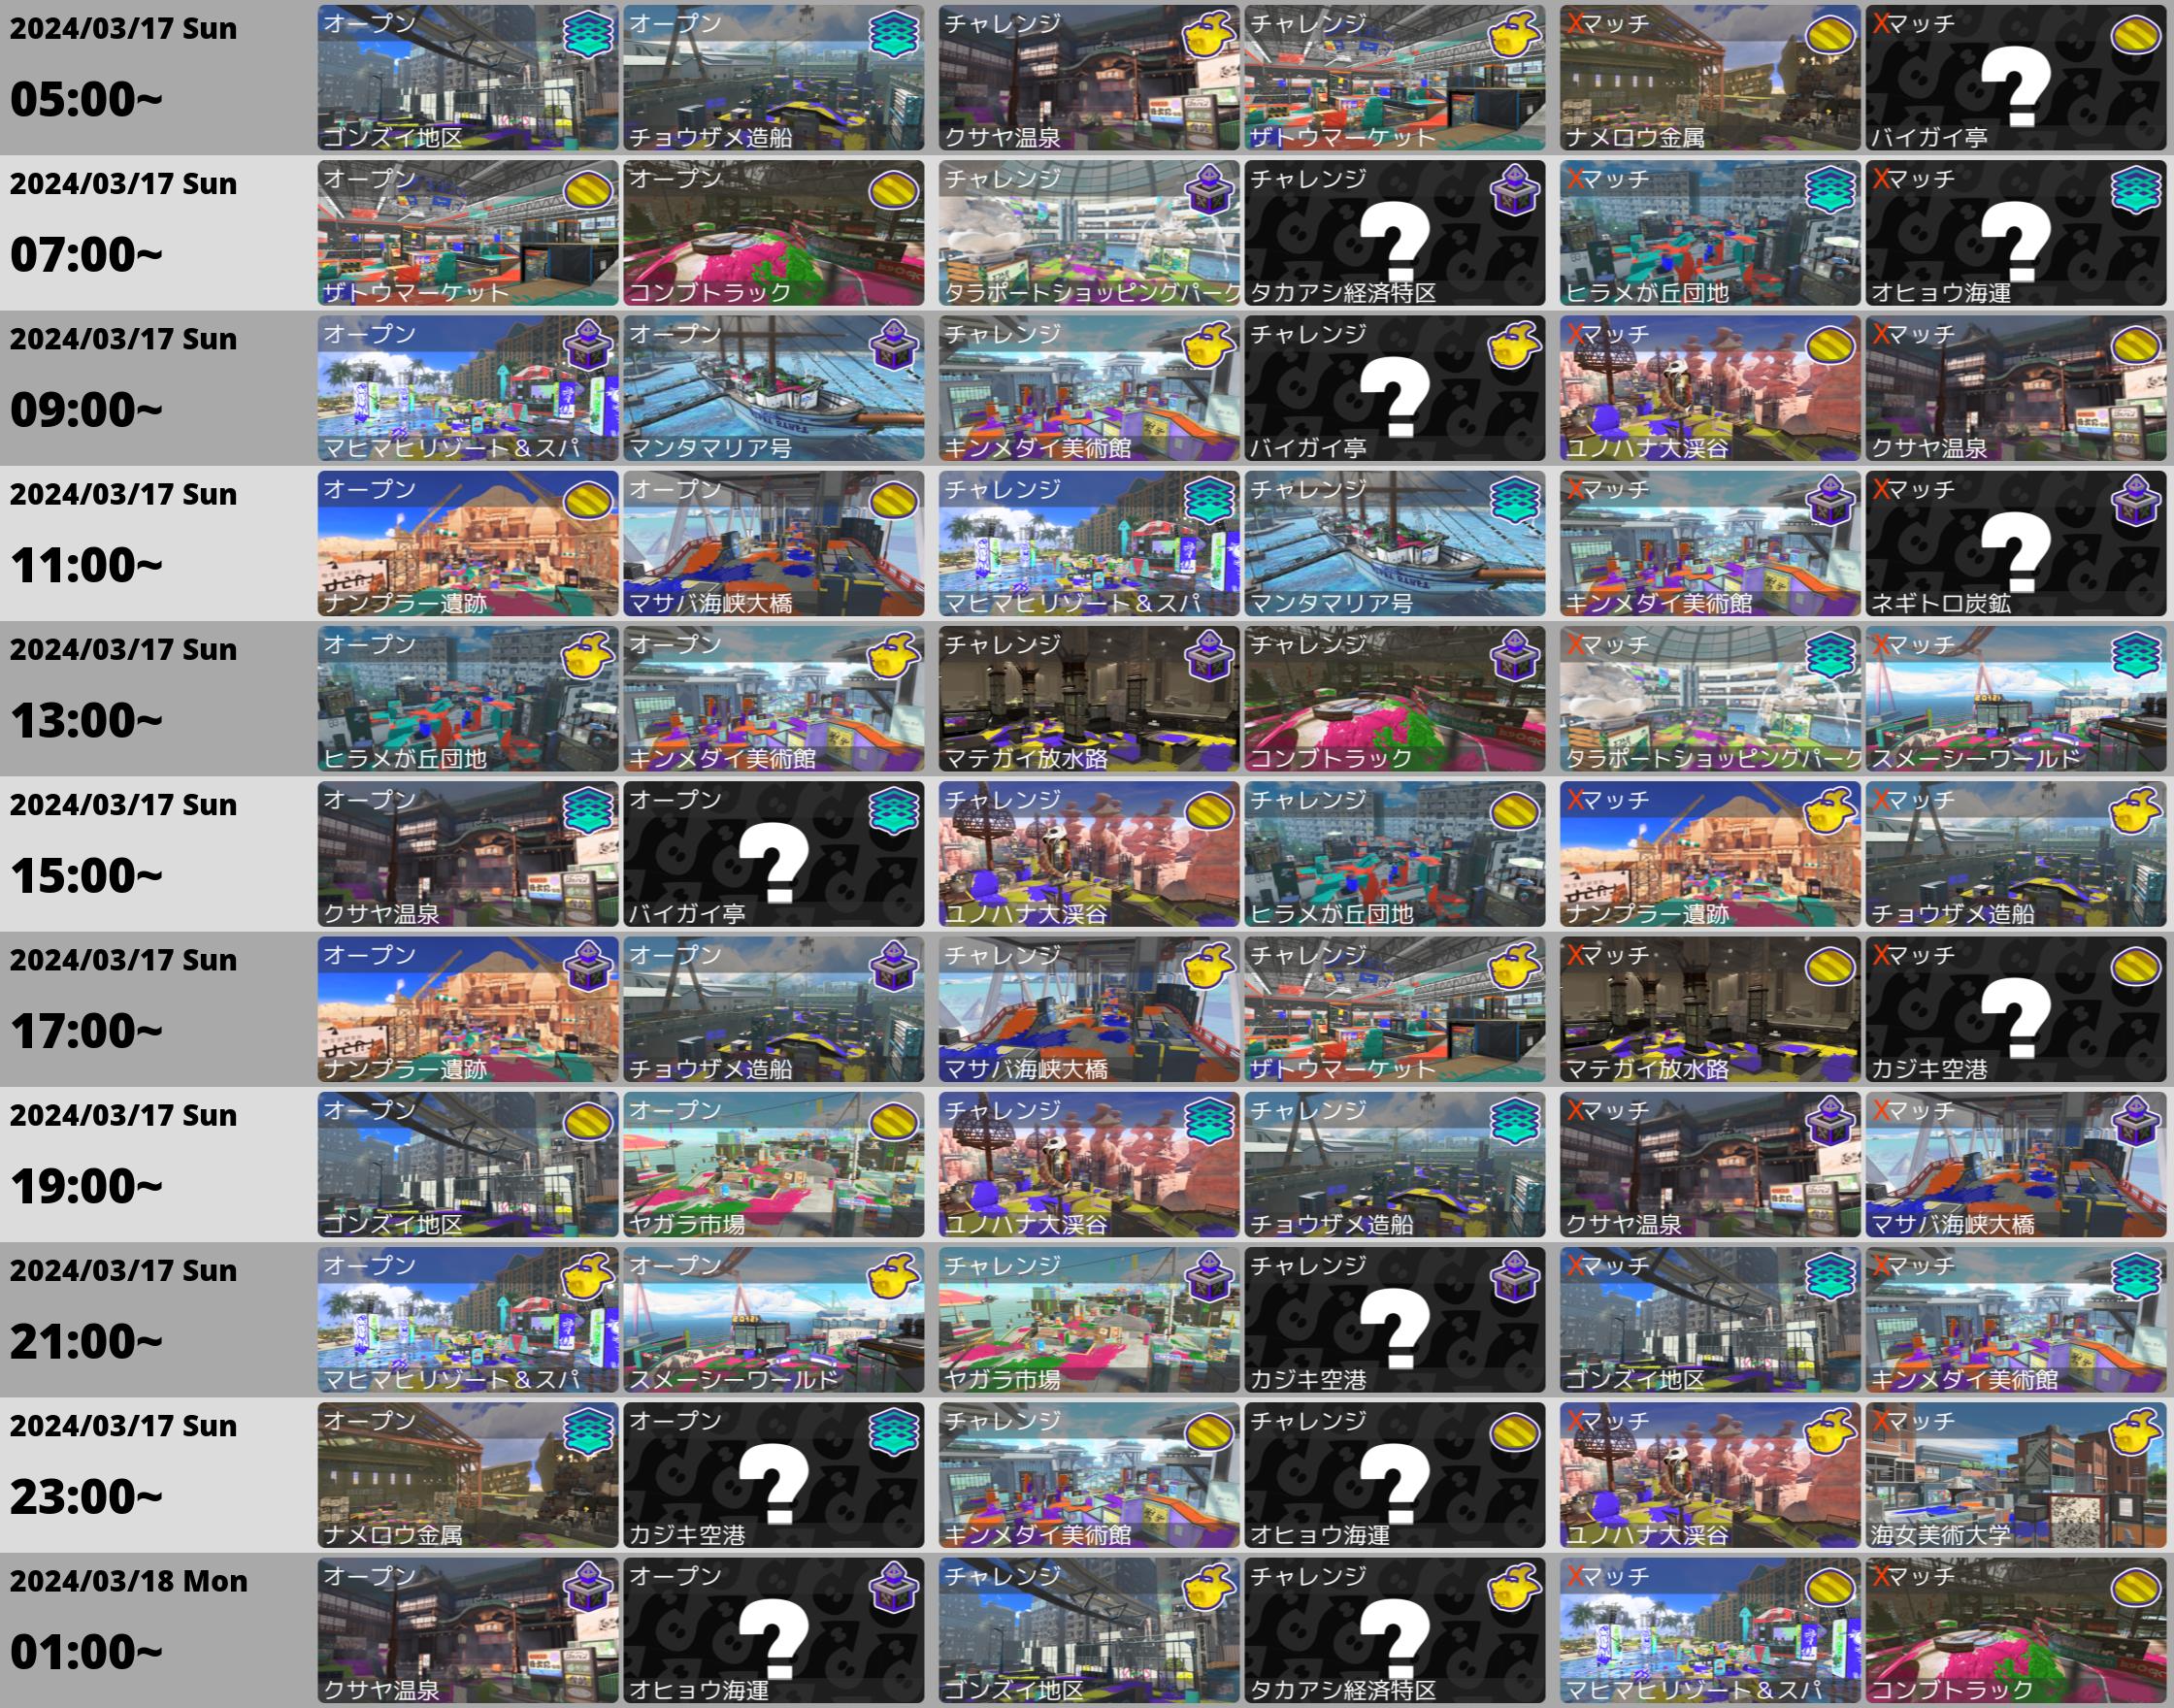 2024/03/17 Sun
05:00~
オープン
ゴンズイ地区
オープン
チョウザメ造船
チャレンジ
クサヤ温泉
チャレンジ
ザトウマーケット
Xマッチ
ナメロウ金属
Xマッチ
バイガイ亭
2024/03/17 Sun
07:00~
オープン
ザトウマーケット
オープン
コンブトラック
チャレンジ
タラポートショッピングパーク
チャレンジ
タカアシ経済特区
Xマッチ
ヒラメが丘団地
Xマッチ
オヒョウ海運
2024/03/17 Sun
09:00~
オープン
マヒマヒリゾート＆スパ
オープン
マンタマリア号
チャレンジ
キンメダイ美術館
チャレンジ
バイガイ亭
Xマッチ
ユノハナ大渓谷
Xマッチ
クサヤ温泉
2024/03/17 Sun
11:00~
オープン
ナンプラー遺跡
オープン
マサバ海峡大橋
チャレンジ
マヒマヒリゾート＆スパ
チャレンジ
マンタマリア号
Xマッチ
キンメダイ美術館
Xマッチ
ネギトロ炭鉱
2024/03/17 Sun
13:00~
オープン
ヒラメが丘団地
オープン
キンメダイ美術館
チャレンジ
マテガイ放水路
チャレンジ
コンブトラック
Xマッチ
タラポートショッピングパーク
Xマッチ
スメーシーワールド
2024/03/17 Sun
15:00~
オープン
クサヤ温泉
オープン
バイガイ亭
チャレンジ
ユノハナ大渓谷
チャレンジ
ヒラメが丘団地
Xマッチ
ナンプラー遺跡
Xマッチ
チョウザメ造船
2024/03/17 Sun
17:00~
オープン
ナンプラー遺跡
オープン
チョウザメ造船
チャレンジ
マサバ海峡大橋
チャレンジ
ザトウマーケット
Xマッチ
マテガイ放水路
Xマッチ
カジキ空港
2024/03/17 Sun
19:00~
オープン
ゴンズイ地区
オープン
ヤガラ市場
チャレンジ
ユノハナ大渓谷
チャレンジ
チョウザメ造船
Xマッチ
クサヤ温泉
Xマッチ
マサバ海峡大橋
2024/03/17 Sun
21:00~
オープン
マヒマヒリゾート＆スパ
オープン
スメーシーワールド
チャレンジ
ヤガラ市場
チャレンジ
カジキ空港
Xマッチ
ゴンズイ地区
Xマッチ
キンメダイ美術館
2024/03/17 Sun
23:00~
オープン
ナメロウ金属
オープン
カジキ空港
チャレンジ
キンメダイ美術館
チャレンジ
オヒョウ海運
Xマッチ
ユノハナ大渓谷
Xマッチ
海女美術大学
2024/03/18 Mon
01:00~
オープン
クサヤ温泉
オープン
オヒョウ海運
チャレンジ
ゴンズイ地区
チャレンジ
タカアシ経済特区
Xマッチ
マヒマヒリゾート＆スパ
Xマッチ
コンブトラック